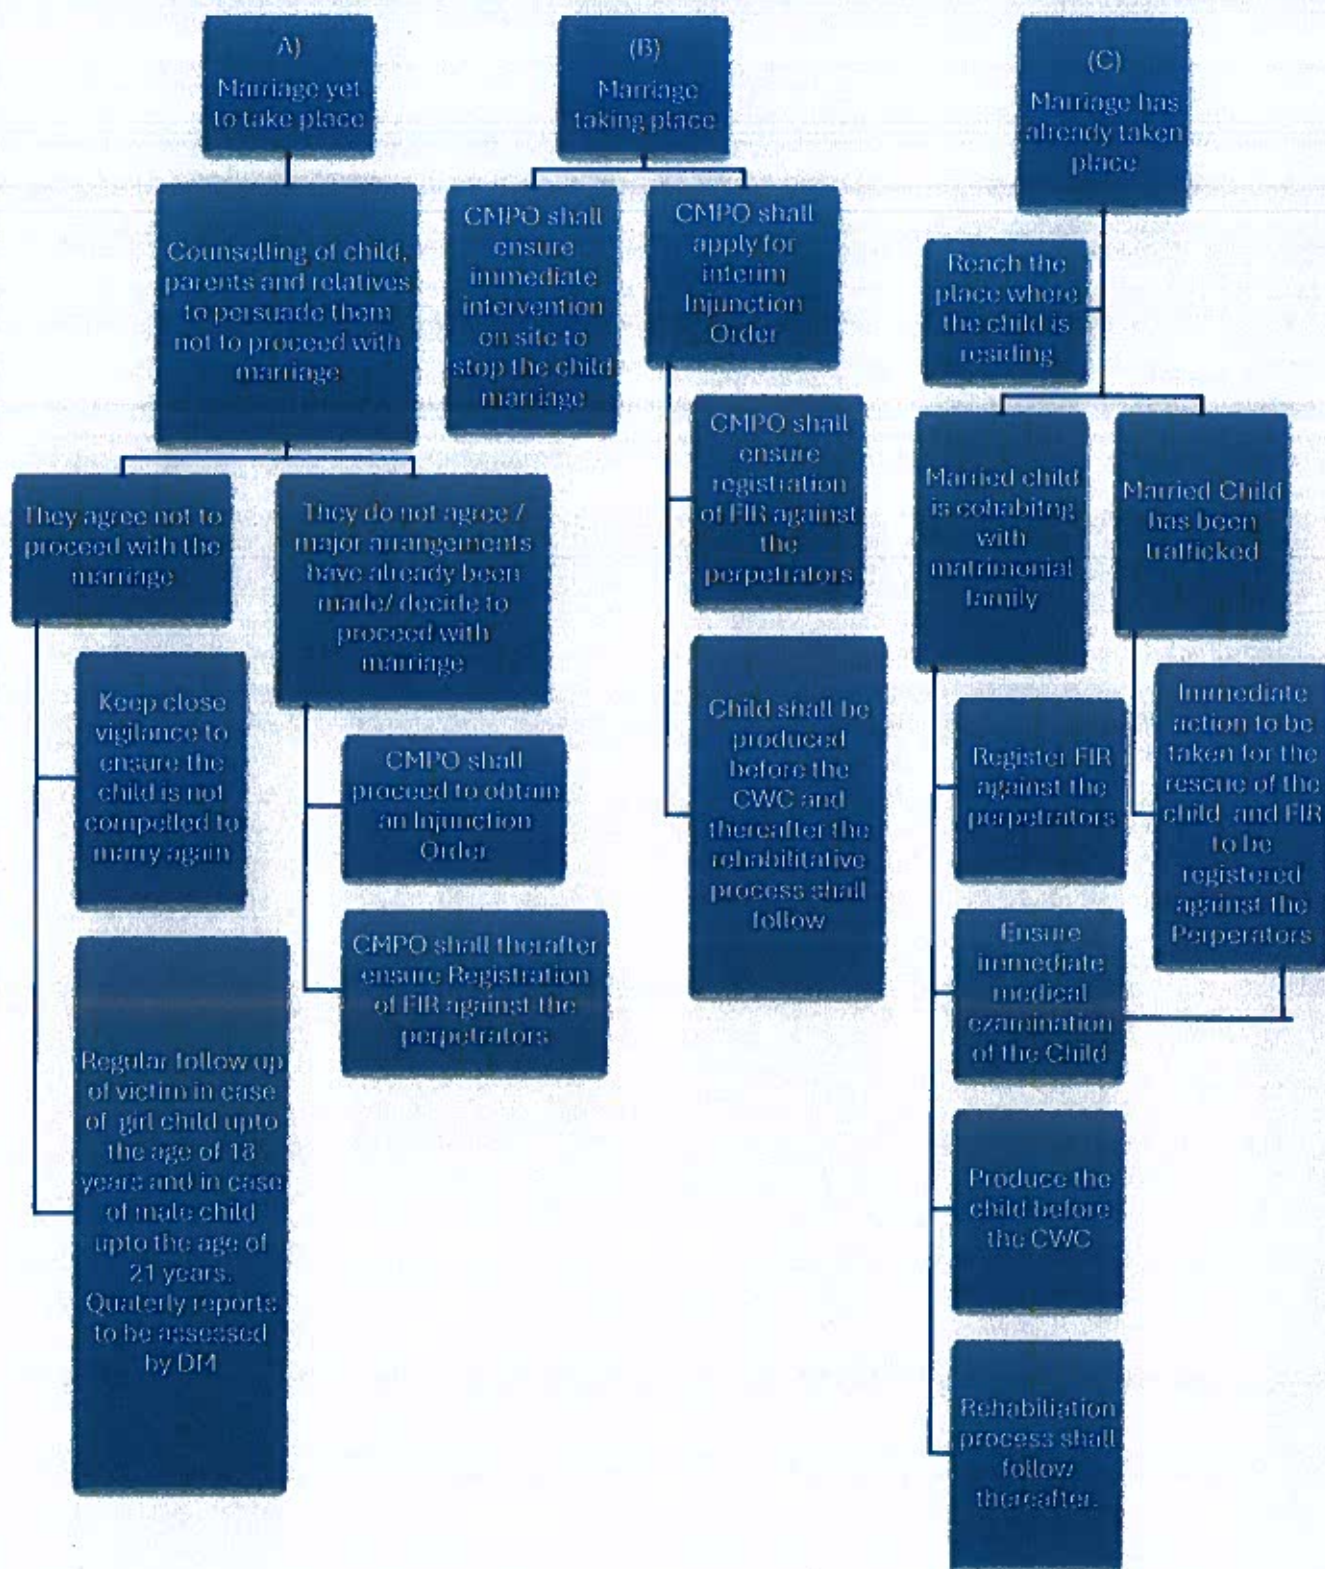 A)
Marriage yet
to take place
Counselling of child,
parents and relatives
to persuade them
not to proceed with
marriage
They agree not to
proceed with the
marriage
Keep close
vigilance to
ensure the
child is not
compelled to
marry again
Regular follow up
of victim in case
of girl child upto
the age of 18
years and in case
of male child
upto the age of
21 years.
Quaterly reports
to be assessed
by DM
They do not agree /
major arrangements
have already been
made/ decide to
proceed with
marriage
CMPO shall
proceed to obtain
an Injunction
Order
CMPO shall therafter
ensure Registration
of FIR against the
perpetrators
(B)
Marriage
taking place
CMPO shall
ensure
immediate
intervention
on site to
stop the child
marriage
CMPO shall
apply for
interim
Injunction
Order
CMPO shall
ensure
registration
of FIR against
the
perpetrators
Child shall be
produced
before the
CWC and
thereafter the
rehabilitative
process shall
follow
(C)
Marriage has
already taken
place
Reach the
place where
the child is
residing
Married child
is cohabitng
with
matrimonial
family
Register FIR
against the
perpetrators
Ensure
immediate
medical
examination
of the Child
Produce the
child before
the CWC
Rehabiliation
process shall
follow
thereafter.
Married Child
has been
trafficked
Immediate
action to be
taken for the
rescue of the
child and FIR
to be
registered
against the
Perperators